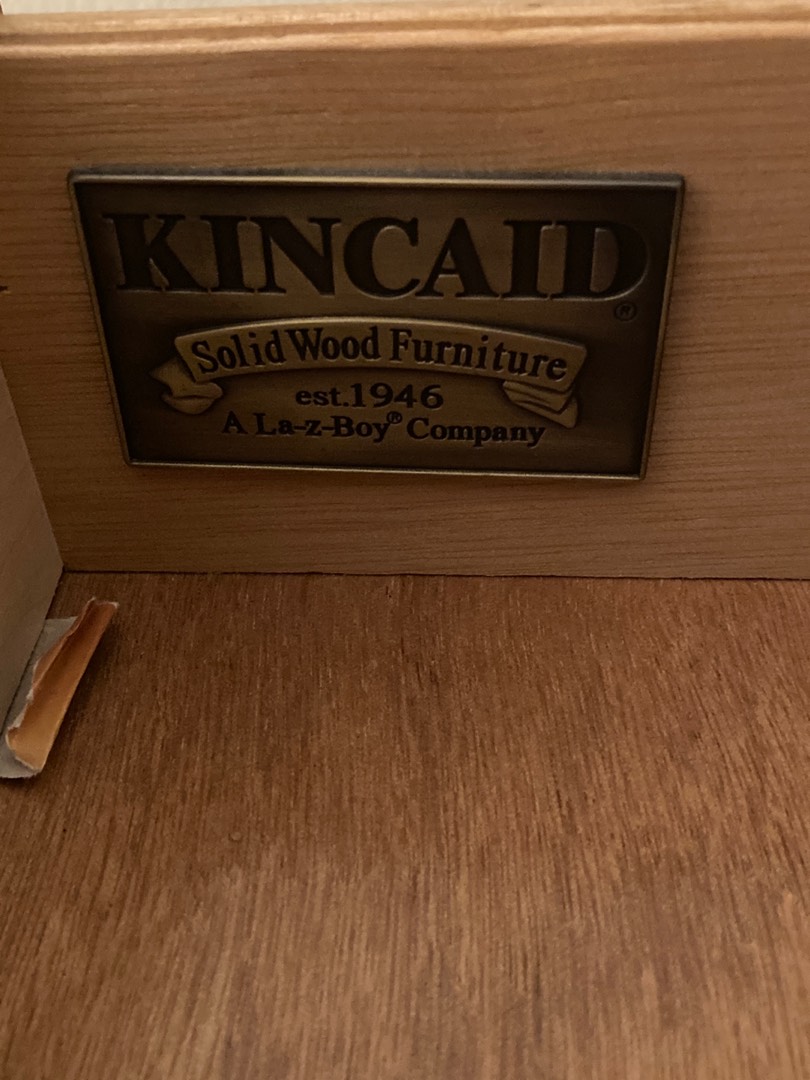 KINCAID®
Solid Wood Furniture
est.1946
A La-z-Boy® Company